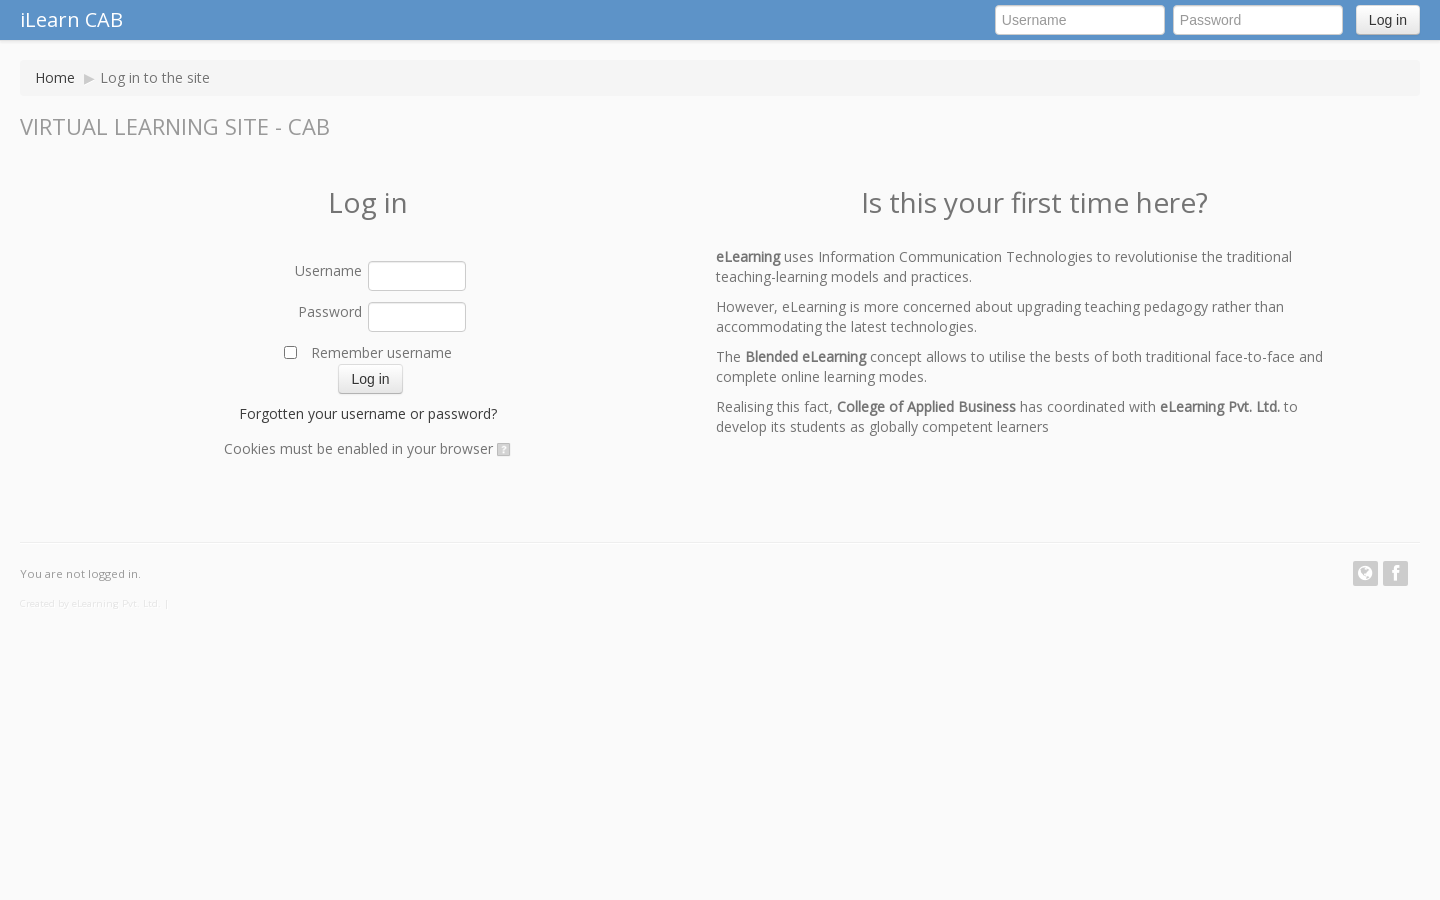 iLearn CAB
Username
Password
Log in
Home ▶ Log in to the site
VIRTUAL LEARNING SITE - CAB
Log in
Username
Password
Remember username
Log in
Forgotten your username or password?
Cookies must be enabled in your browser
Is this your first time here?
eLearning uses Information Communication Technologies to revolutionise the traditional
teaching-learning models and practices.
However, eLearning is more concerned about upgrading teaching pedagogy rather than
accommodating the latest technologies.
The Blended eLearning concept allows to utilise the bests of both traditional face-to-face and
complete online learning modes.
Realising this fact, College of Applied Business has coordinated with eLearning Pvt. Ltd. to
develop its students as globally competent learners
You are not logged in.
Created by eLearning Pvt. Ltd. |